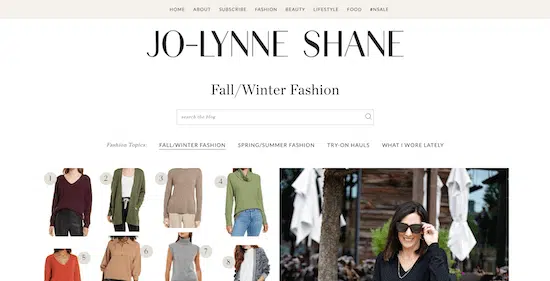 HOME ABOUT SUBSCRIBE FASHION BEAUTY LIFESTYLE FOOD #NSALE
JO-LYNNE SHANE
Fall/Winter Fashion
search the blog
Fashion Topics: FALL/WINTER FASHION SPRING/SUMMER FASHION TRY-ON HAULS WHAT I WORE LATELY
1 2 3 4
5 6 7 8